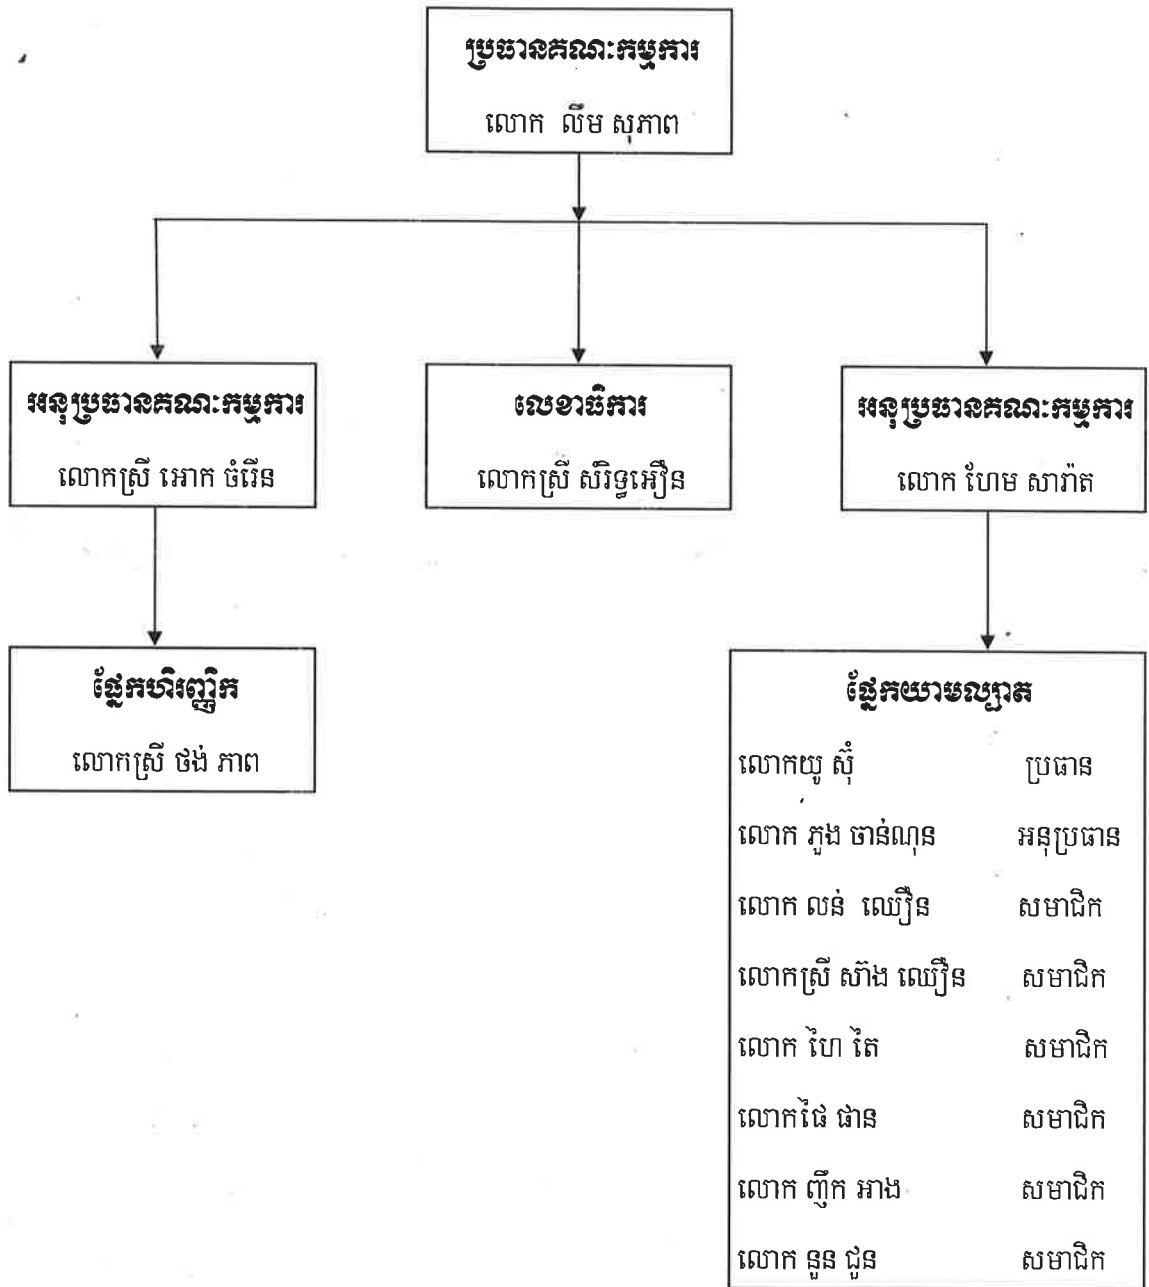 ប្រធានគណៈកម្មការ
លោក លឹម សុភាព
អនុប្រធានគណៈកម្មការ
លោកស្រី អោក ចំរើន
លេខាធិការ
លោកស្រី សំរិទ្ធអឿន
អនុប្រធានគណៈកម្មការ
លោក ហែម សារ៉ាត
ផ្នែកហិរញ្ញិក
លោកស្រី ថង់ ភាព
ផ្នែកយាមល្បាត
លោកយូ ស៊ុំ ប្រធាន
លោក ភួង ចាន់ណុន អនុប្រធាន
លោក លន់ ឈឿន សមាជិក
លោកស្រី ស៊ាង ឈឿន សមាជិក
លោក ហៃ តៃ សមាជិក
លោកផៃ ផាន សមាជិក
លោក ញឹក អាង សមាជិក
លោក នួន ជួន សមាជិក